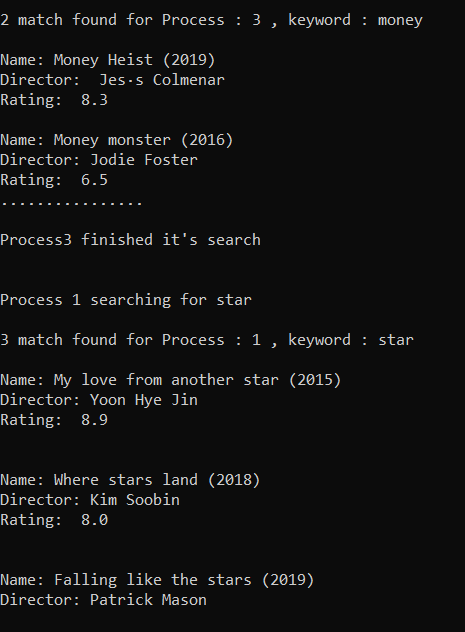 2 match found for Process : 3 , keyword : money
Name: Money Heist (2019)
Director:  Jes·s Colmenar
Rating:  8.3
Name: Money monster (2016)
Director: Jodie Foster
Rating:  6.5
................
Process3 finished it's search
Process 1 searching for star
3 match found for Process : 1 , keyword : star
Name: My love from another star (2015)
Director: Yoon Hye Jin
Rating:  8.9
Name: Where stars land (2018)
Director: Kim Soobin
Rating:  8.0
Name: Falling like the stars (2019)
Director: Patrick Mason